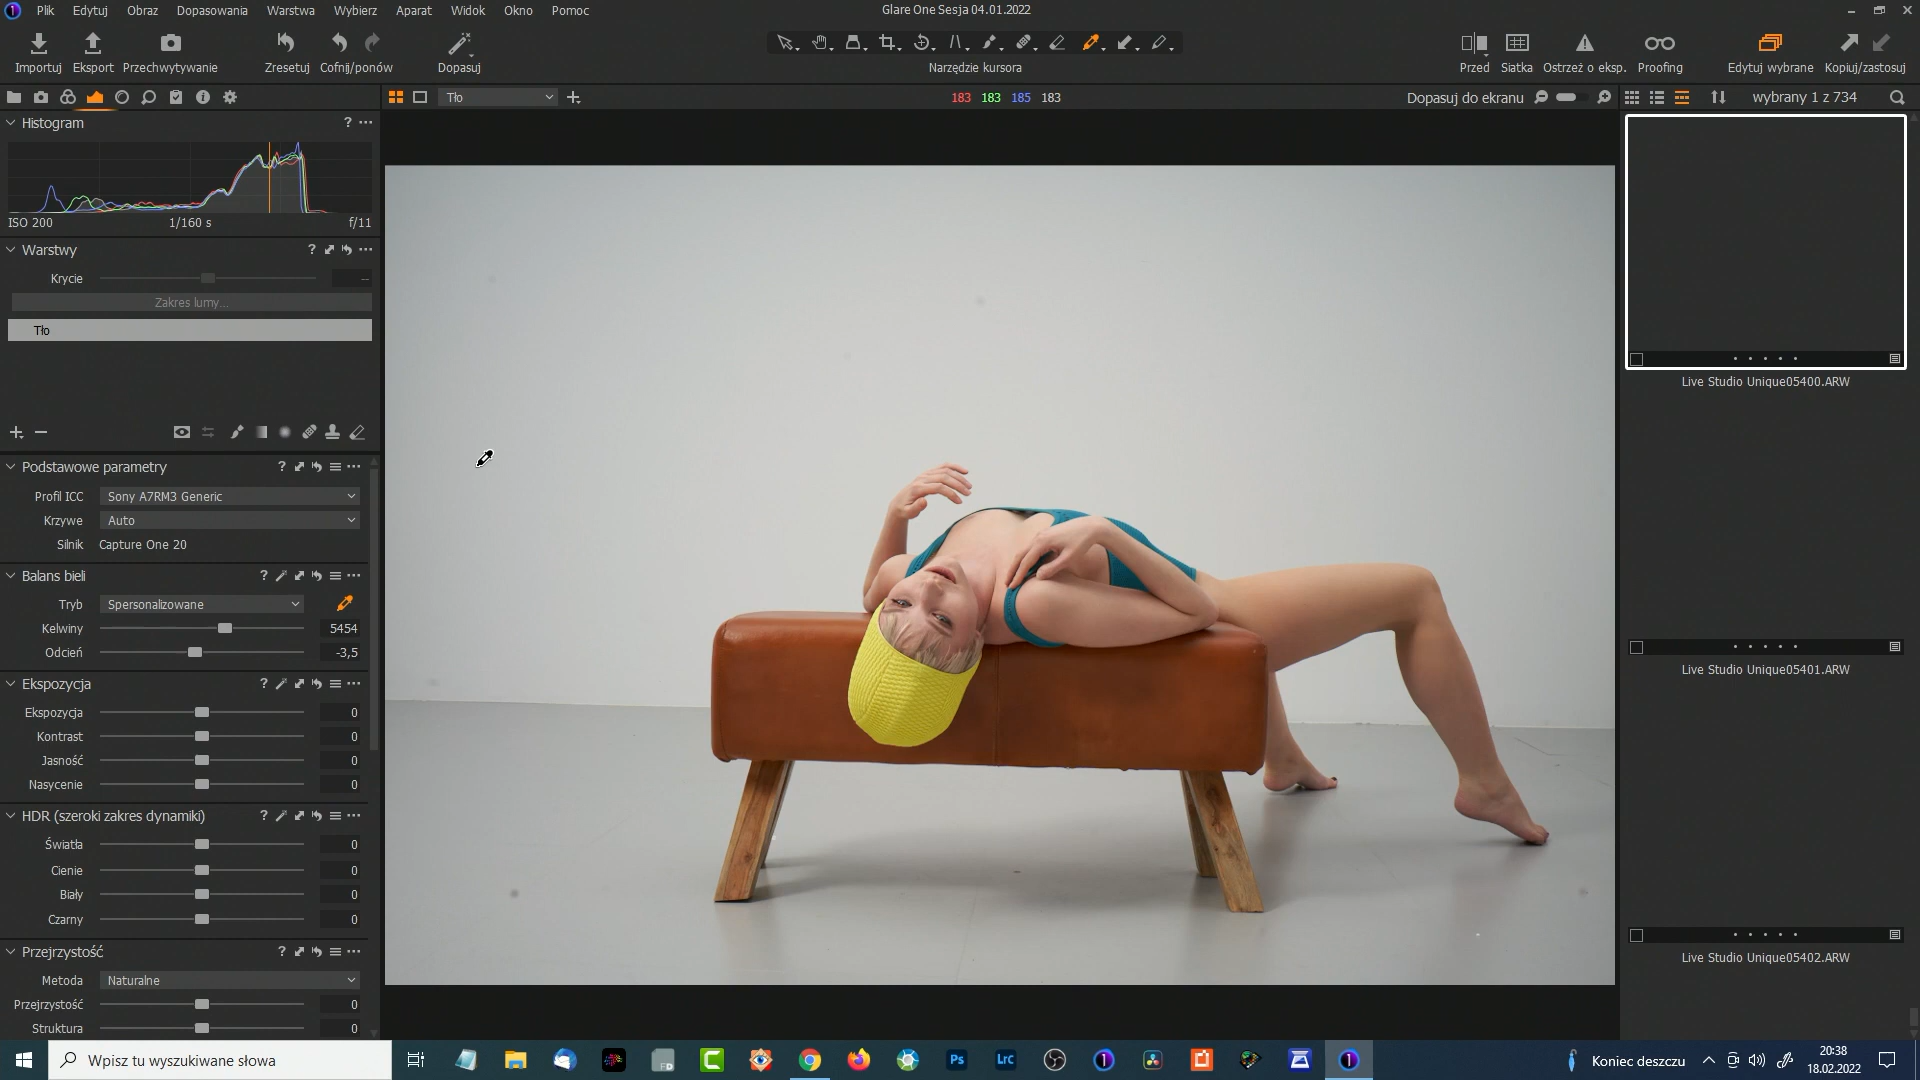 Plik Edytuj Obraz Dopasowania Warstwa Wybierz Aparat Widok Okno Pomoc
Glare One Sesja 04.01.2022
Importuj Eksport Przechwytywanie Zresetuj Cofnij/ponów Dopasuj
Narzędzie kursora
Przed Siatka Ostrzeż o eksp. Proofing Edytuj wybrane Kopiuj/zastosuj
Tło
183 183 185 183
Dopasuj do ekranu
wybrany 1 z 734
Histogram
ISO 200 1/160 s f/11
Warstwy
Krycie --
Zakres lumy...
Tło
Podstawowe parametry
Profil ICC Sony A7RM3 Generic
Krzywe Auto
Silnik Capture One 20
Balans bieli
Tryb Spersonalizowane
Kelwiny 5454
Odcień -3,5
Ekspozycja
Ekspozycja 0
Kontrast 0
Jasność 0
Nasycenie 0
HDR (szeroki zakres dynamiki)
Światła 0
Cienie 0
Biały 0
Czarny 0
Przejrzystość
Metoda Naturalne
Przejrzystość 0
Struktura 0
Live Studio Unique05400.ARW
Live Studio Unique05401.ARW
Live Studio Unique05402.ARW
Wpisz tu wyszukiwane słowa
FD
Ps
Lrc
Koniec deszczu
20:38
18.02.2022